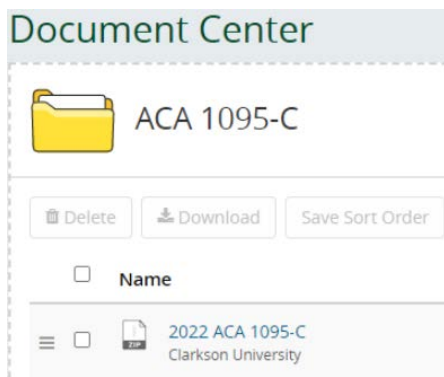 Document Center
ACA 1095-C
Delete Download Save Sort Order
Name
ZIP
2022 ACA 1095-C
Clarkson University